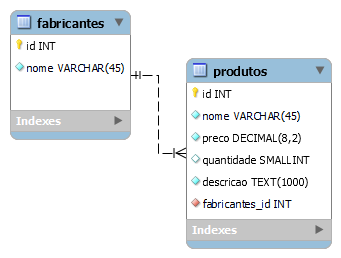 fabricantes
id INT
nome VARCHAR(45)
Indexes
produtos
id INT
nome VARCHAR(45)
preco DECIMAL(8,2)
quantidade SMALLINT
descricao TEXT(1000)
fabricantes_id INT
Indexes